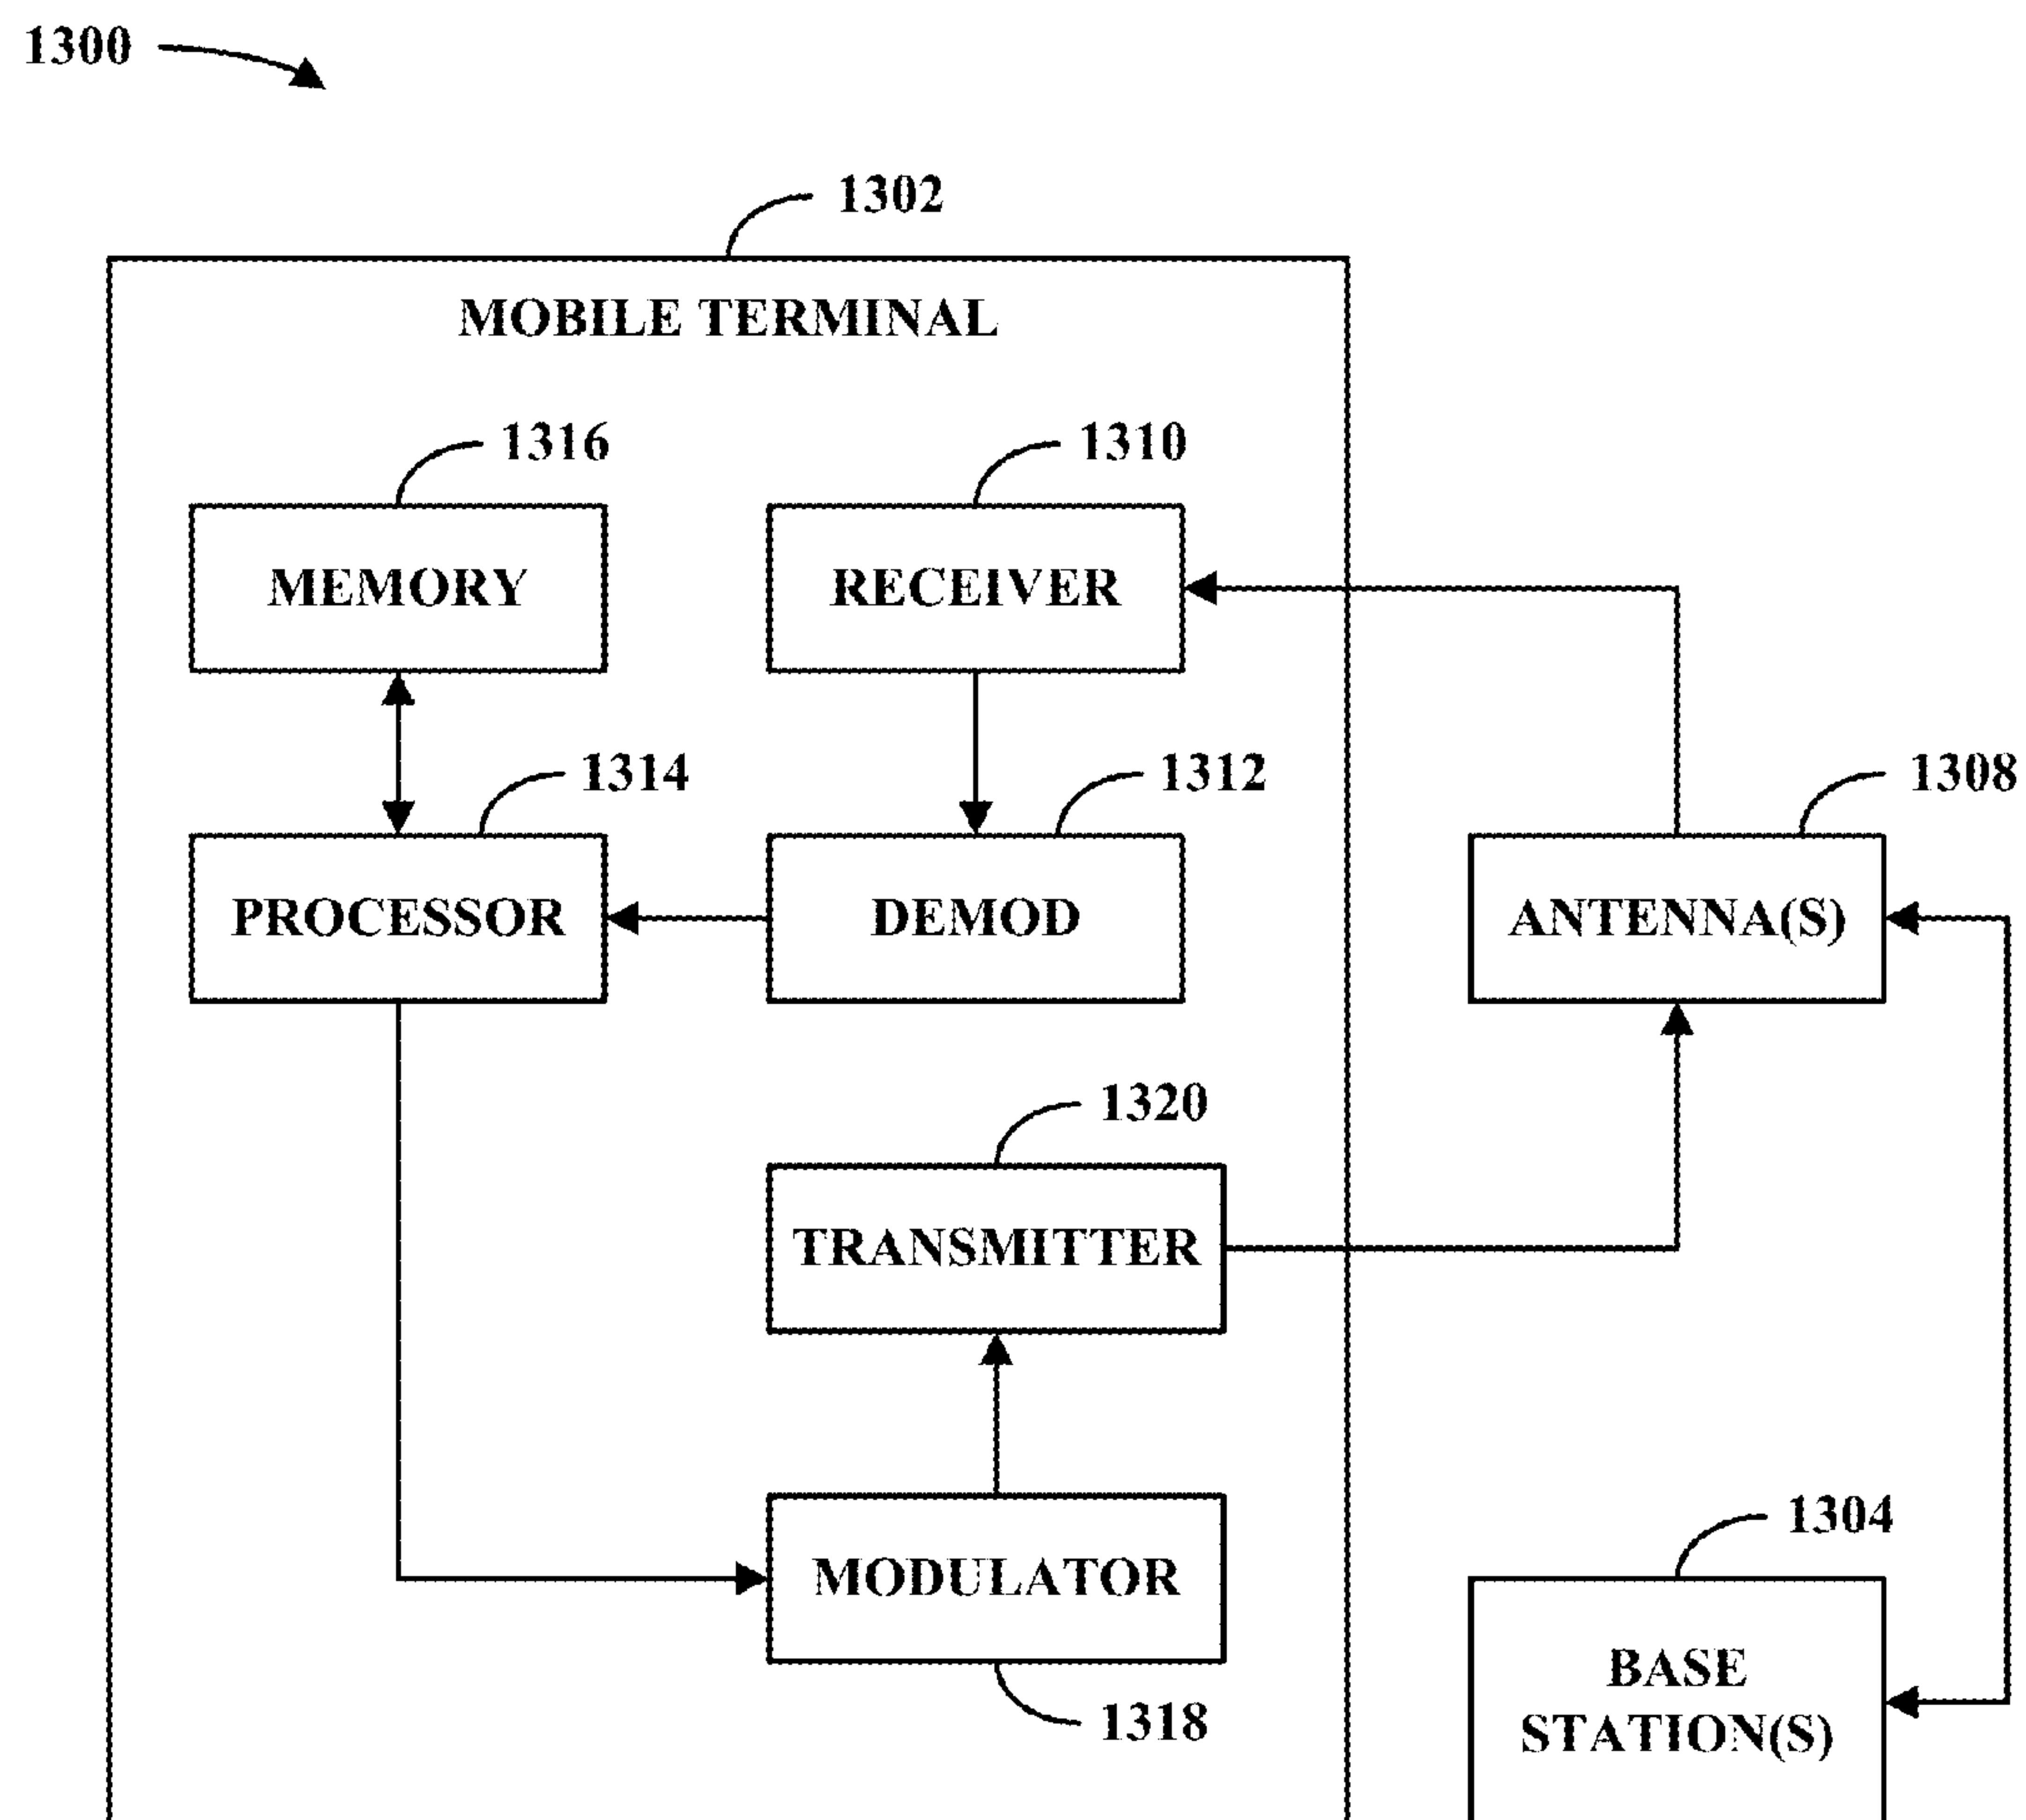 1300
1302
MOBILE TERMINAL
1316
1310
MEMORY
RECEIVER
1314
1312
1308
PROCESSOR
DEMOD
ANTENNA(S)
1320
TRANSMITTER
1304
MODULATOR
BASE
STATION(S)
1318